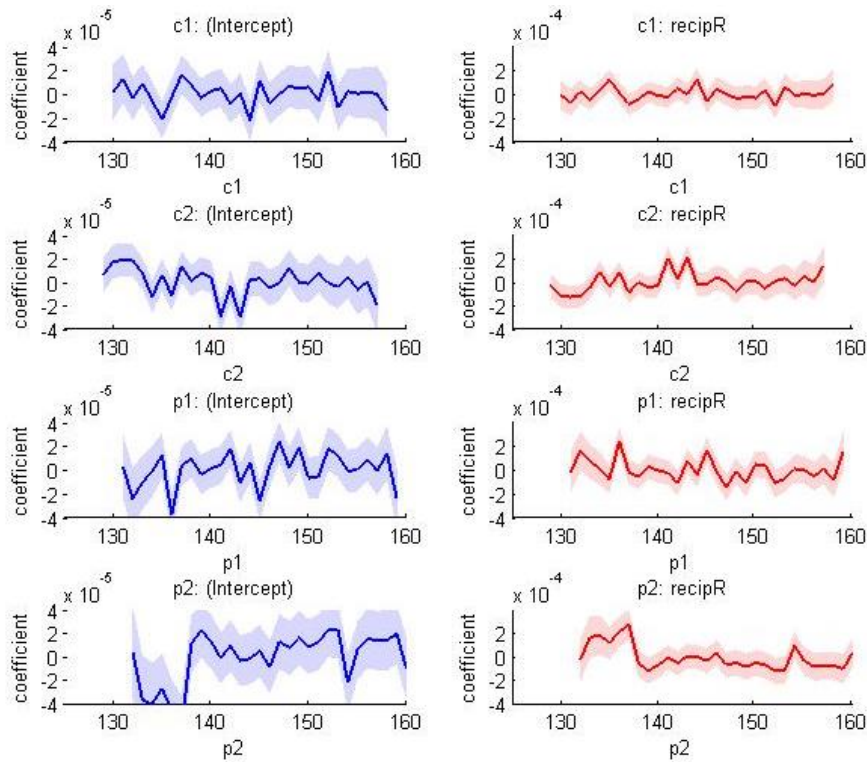 x 10^-5 c1: (Intercept)
4
2
0
-2
-4
coefficient
130 140 150 160
c1
x 10^-4 c1: recipR
4
2
0
-2
-4
coefficient
130 140 150 160
c1
x 10^-5 c2: (Intercept)
4
2
0
-2
-4
coefficient
130 140 150 160
c2
x 10^-4 c2: recipR
4
2
0
-2
-4
coefficient
130 140 150 160
c2
x 10^-5 p1: (Intercept)
4
2
0
-2
-4
coefficient
130 140 150 160
p1
x 10^-4 p1: recipR
4
2
0
-2
-4
coefficient
130 140 150 160
p1
x 10^-5 p2: (Intercept)
4
2
0
-2
-4
coefficient
130 140 150 160
p2
x 10^-4 p2: recipR
4
2
0
-2
-4
coefficient
130 140 150 160
p2